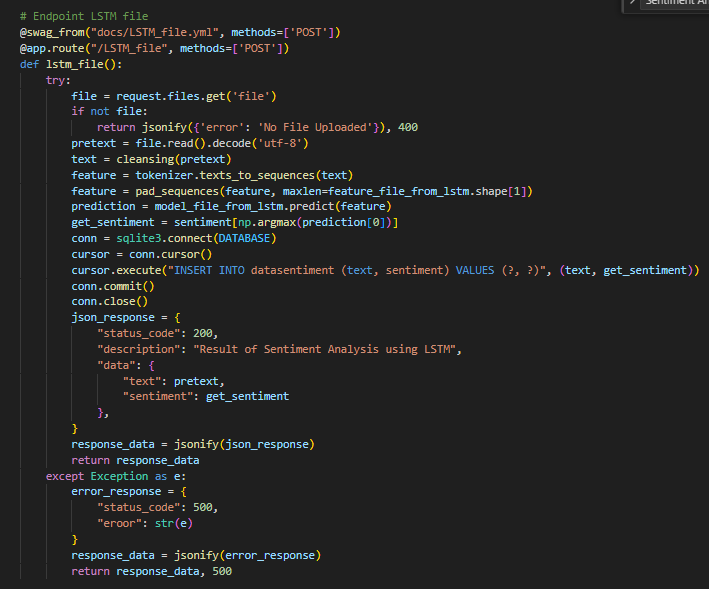 Sentiment An
# Endpoint LSTM file
@swag_from("docs/LSTM_file.yml", methods=['POST'])
@app.route("/LSTM_file", methods=['POST'])
def lstm_file():
    try:
        file = request.files.get('file')
        if not file:
            return jsonify({'error': 'No File Uploaded'}), 400
        pretext = file.read().decode('utf-8')
        text = cleansing(pretext)
        feature = tokenizer.texts_to_sequences(text)
        feature = pad_sequences(feature, maxlen=feature_file_from_lstm.shape[1])
        prediction = model_file_from_lstm.predict(feature)
        get_sentiment = sentiment[np.argmax(prediction[0])]
        conn = sqlite3.connect(DATABASE)
        cursor = conn.cursor()
        cursor.execute("INSERT INTO datasentiment (text, sentiment) VALUES (?, ?)", (text, get_sentiment))
        conn.commit()
        conn.close()
        json_response = {
            "status_code": 200,
            "description": "Result of Sentiment Analysis using LSTM",
            "data": {
                "text": pretext,
                "sentiment": get_sentiment
            },
        }
        response_data = jsonify(json_response)
        return response_data
    except Exception as e:
        error_response = {
            "status_code": 500,
            "eroor": str(e)
        }
        response_data = jsonify(error_response)
        return response_data, 500